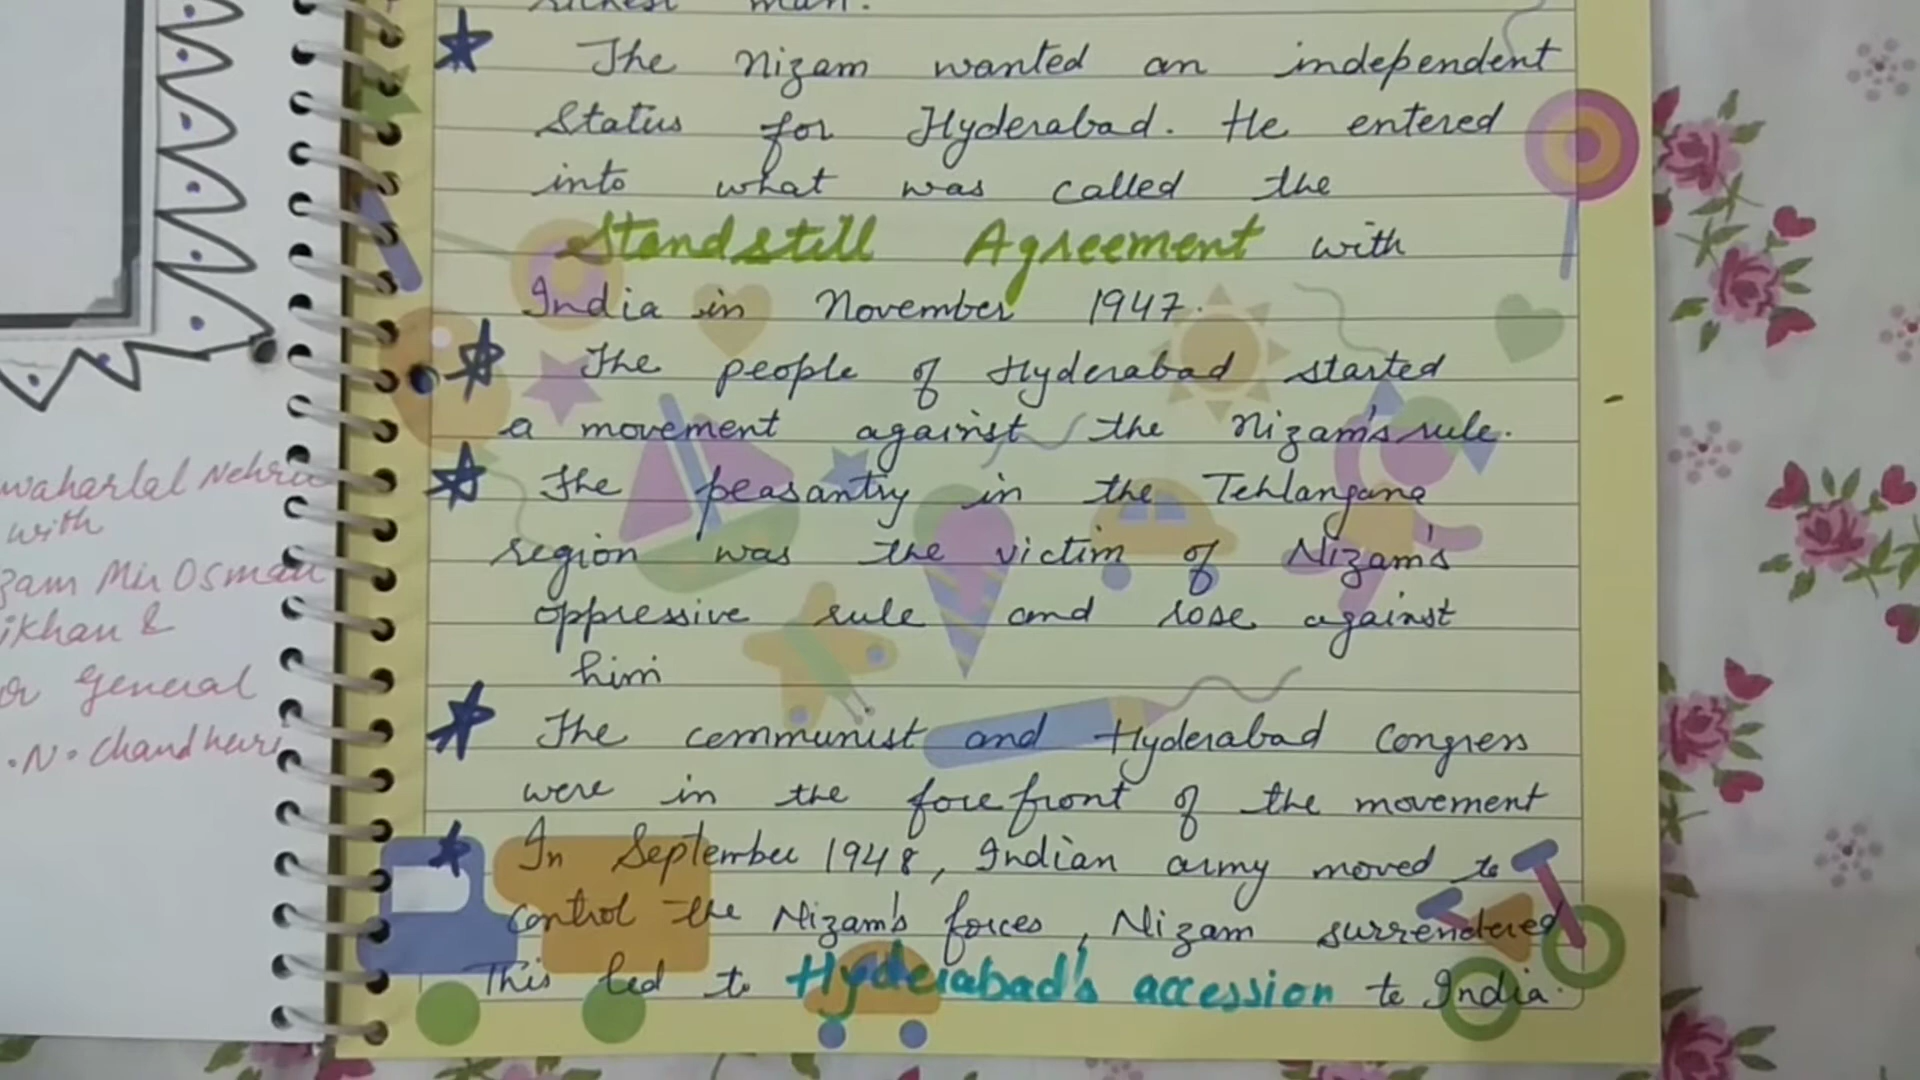 waharlal Nehru
with
zam Mir Osman
ikhan &
or General
.N. Chaudheuri
richest man.
The Nizam wanted an independent
Status for Hyderabad. He entered
into what was called the
Standstill Agreement with
India in November 1947.
The people of Hyderabad started
a movement against the Nizam's rule.
The peasantry in the Tehlangana
region was the victim of Nizam's
oppressive rule and rose against
him
The communist and Hyderabad Congress
were in the forefront of the movement
In September 1948, Indian army moved to
control the Nizam's forces, Nizam surrendered
This led to Hyderabad's accession to India.